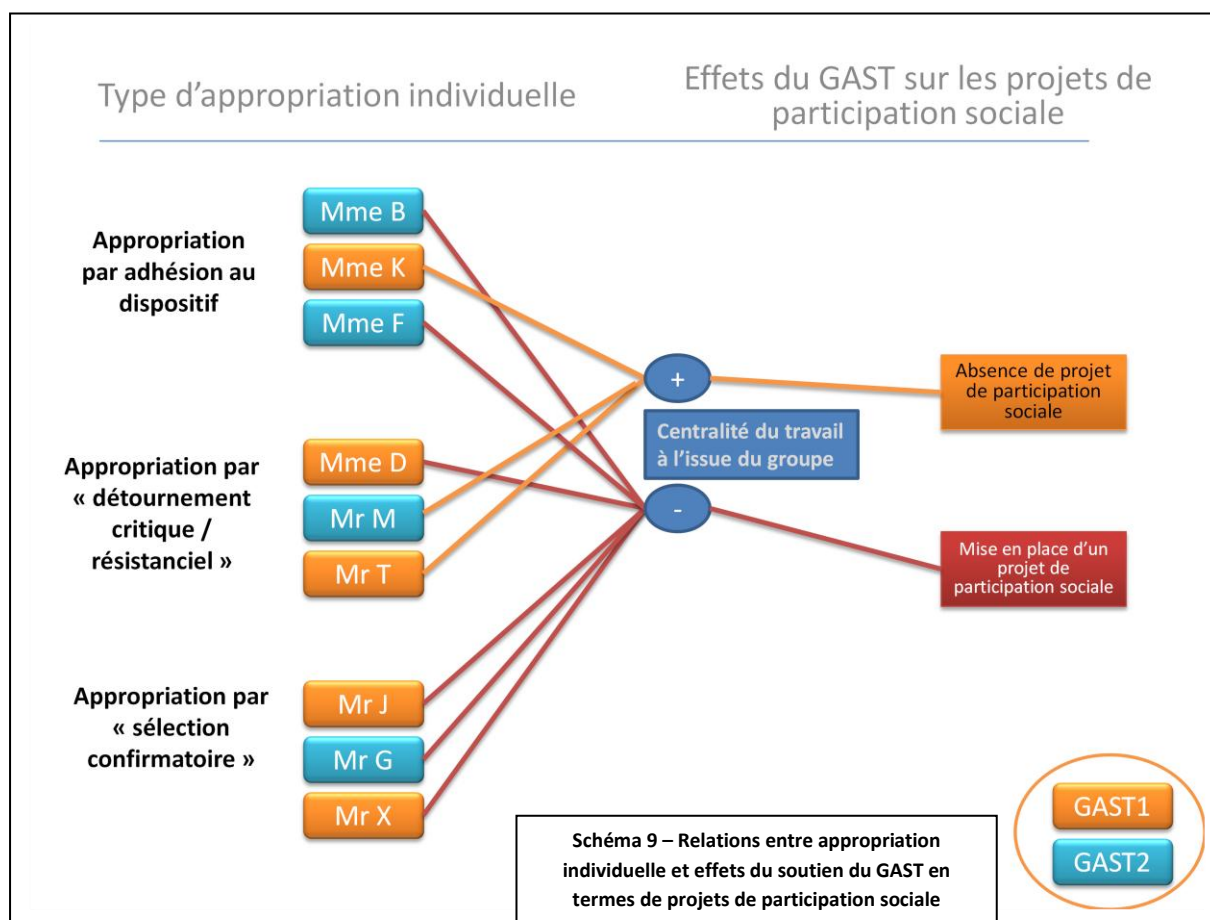 Type d'appropriation individuelle
Effets du GAST sur les projets de
participation sociale
Appropriation
par adhésion au
dispositif
Mme B
Mme K
Mme F
Appropriation par
« détournement
critique /
résistanciel »
Mme D
Mr M
Mr T
Appropriation par
« sélection
confirmatoire »
Mr J
Mr G
Mr X
+
Centralité du travail
à l'issue du groupe
-
Absence de projet
de participation
sociale
Mise en place d'un
projet de
participation sociale
GAST1
GAST2
Schéma 9 – Relations entre appropriation
individuelle et effets du soutien du GAST en
termes de projets de participation sociale